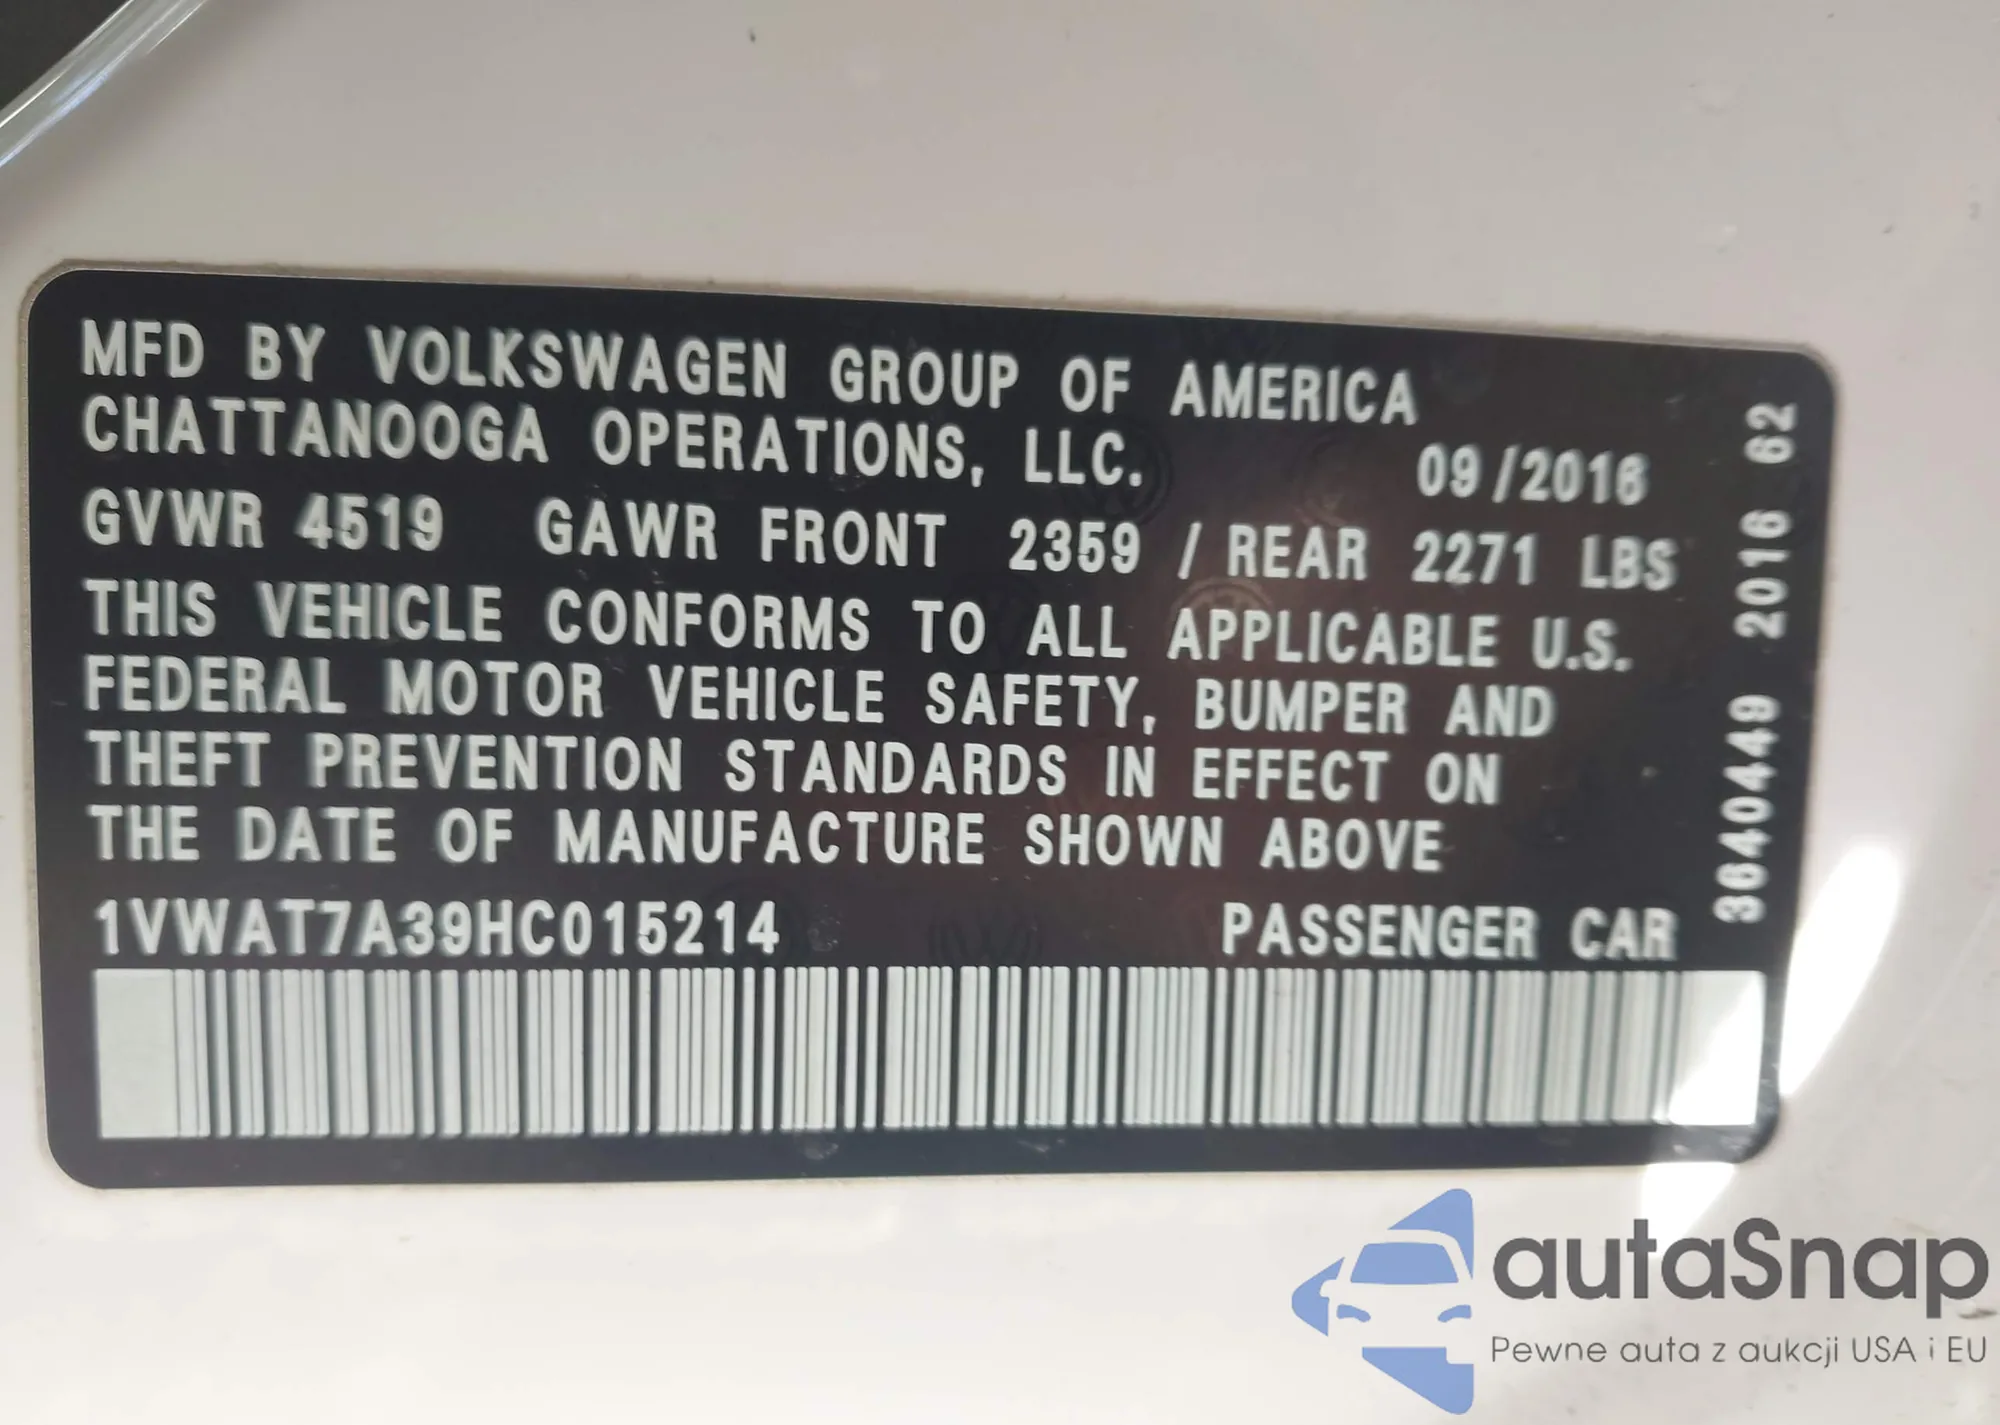 MFD BY VOLKSWAGEN GROUP OF AMERICA
CHATTANOOGA OPERATIONS, LLC. 09/2016
GVWR 4519 GAWR FRONT 2359 / REAR 2271 LBS
THIS VEHICLE CONFORMS TO ALL APPLICABLE U.S.
FEDERAL MOTOR VEHICLE SAFETY, BUMPER AND
THEFT PREVENTION STANDARDS IN EFFECT ON
THE DATE OF MANUFACTURE SHOWN ABOVE
1VWAT7A39HC015214 PASSENGER CAR
3640449 2016 62
autaSnap
Pewne auta z aukcji USA i EU